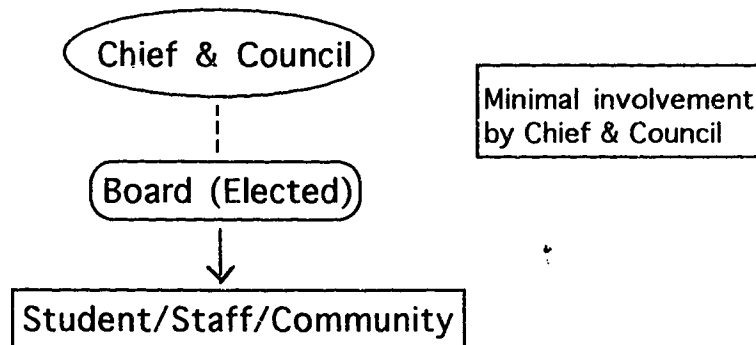 Chief & Council
Minimal involvement
by Chief & Council
Board (Elected)
Student/Staff/Community